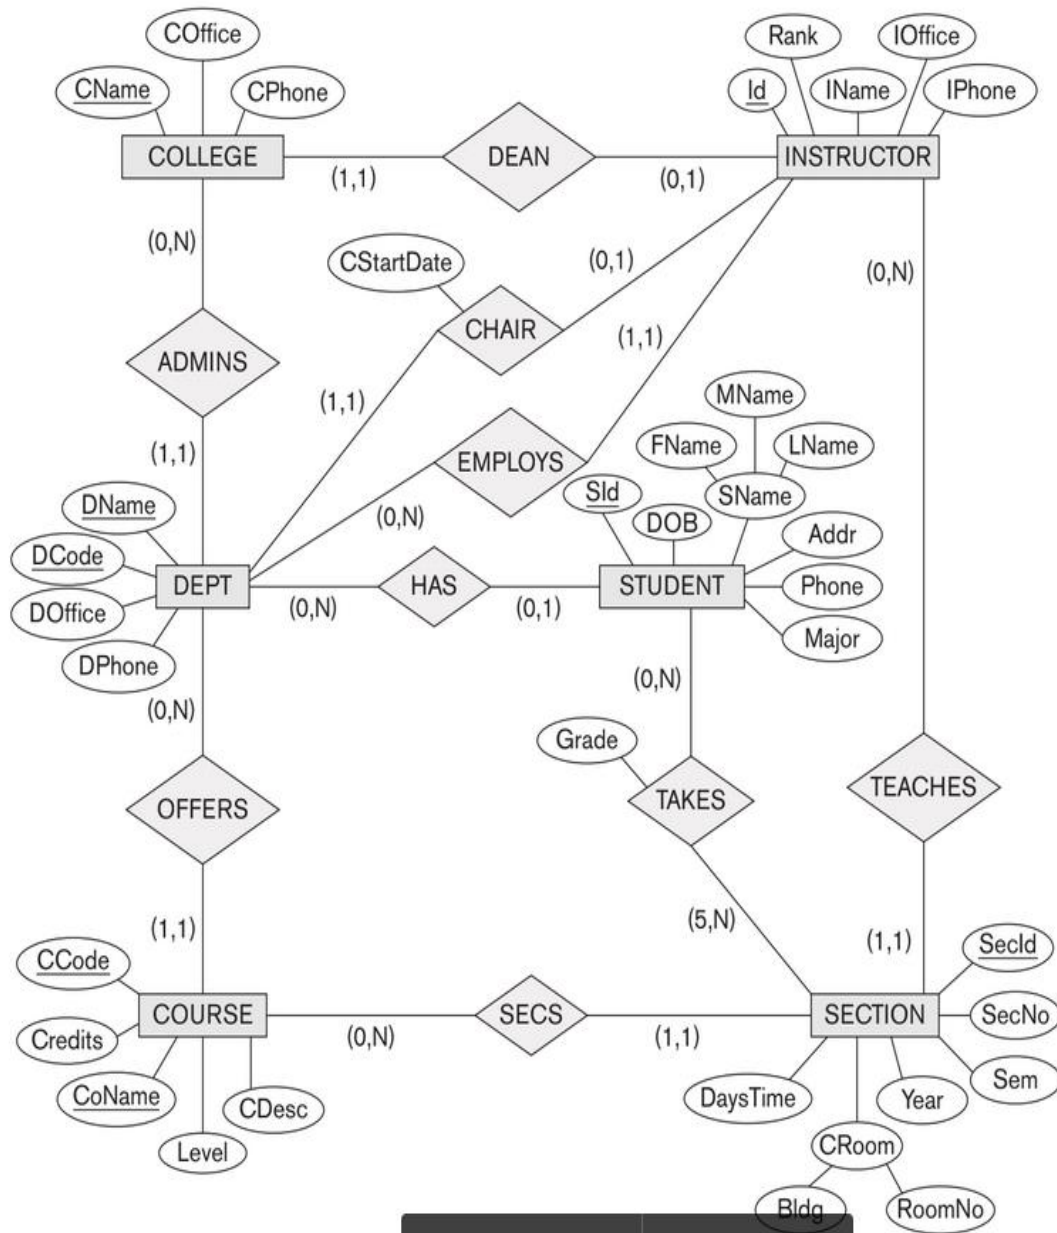 COffice
CName
CPhone
COLLEGE
Rank
IOffice
Id
IName
IPhone
INSTRUCTOR
(1,1)
DEAN
(0,1)
(0,N)
CStartDate
CHAIR
(0,1)
(0,N)
ADMINS
(1,1)
(1,1)
(1,1)
EMPLOYS
(0,N)
MName
FName
LName
SName
SId
DOB
Addr
Phone
Major
STUDENT
DName
DCode
DOffice
DPhone
DEPT
(0,N)
HAS
(0,1)
(0,N)
(0,N)
Grade
TAKES
TEACHES
OFFERS
(1,1)
(5,N)
(1,1)
CCode
Credits
CoName
Level
CDesc
COURSE
(0,N)
SECS
(1,1)
SECTION
SecId
SecNo
Sem
Year
DaysTime
CRoom
Bldg
RoomNo